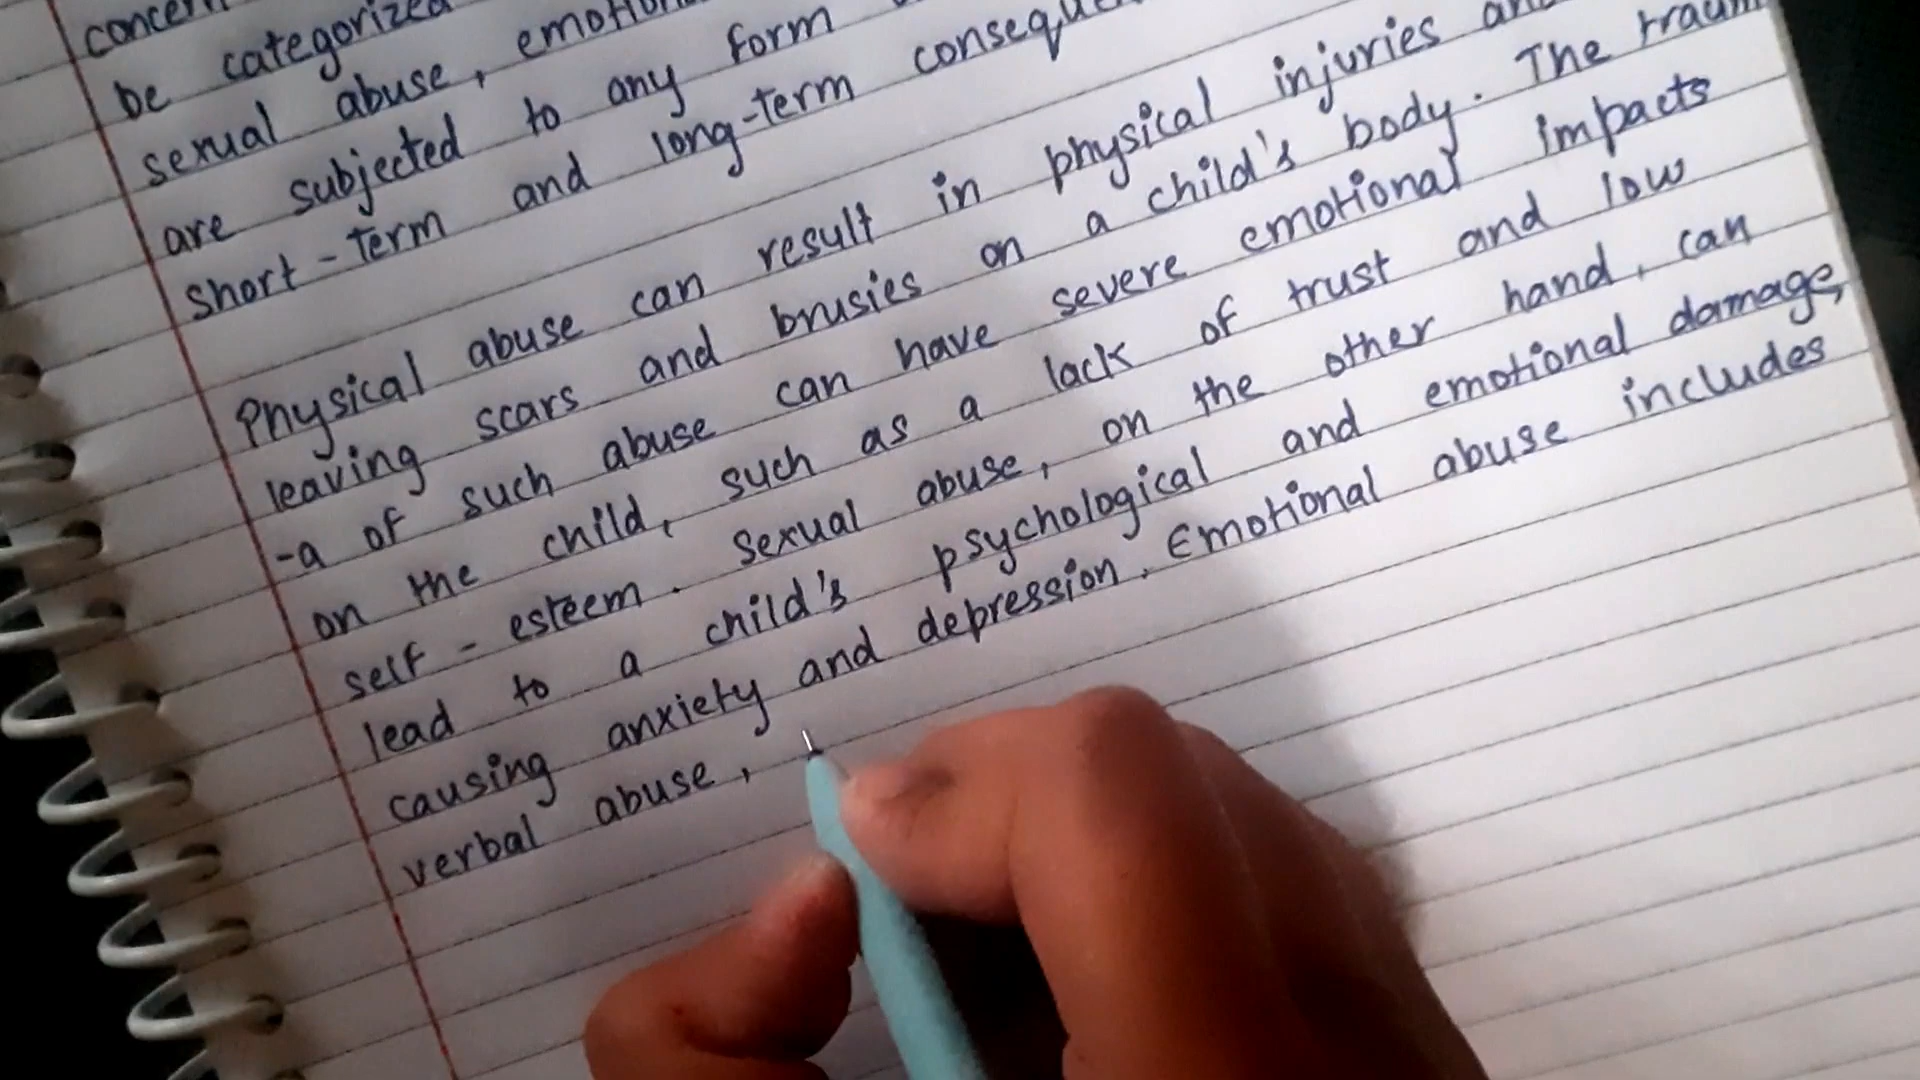 concern
be categorized
sexual abuse, emotion
are subjected to any form
short-term and long-term consequ
Physical abuse can result in physical injuries an
leaving scars and brusies on a child's body. The traum
-a of such abuse can have severe emotional impacts
on the child, such as a lack of trust and low
self-esteem. Sexual abuse, on the other hand, can
lead to a child's psychological and emotional damage,
causing anxiety and depression. Emotional abuse includes
verbal abuse,